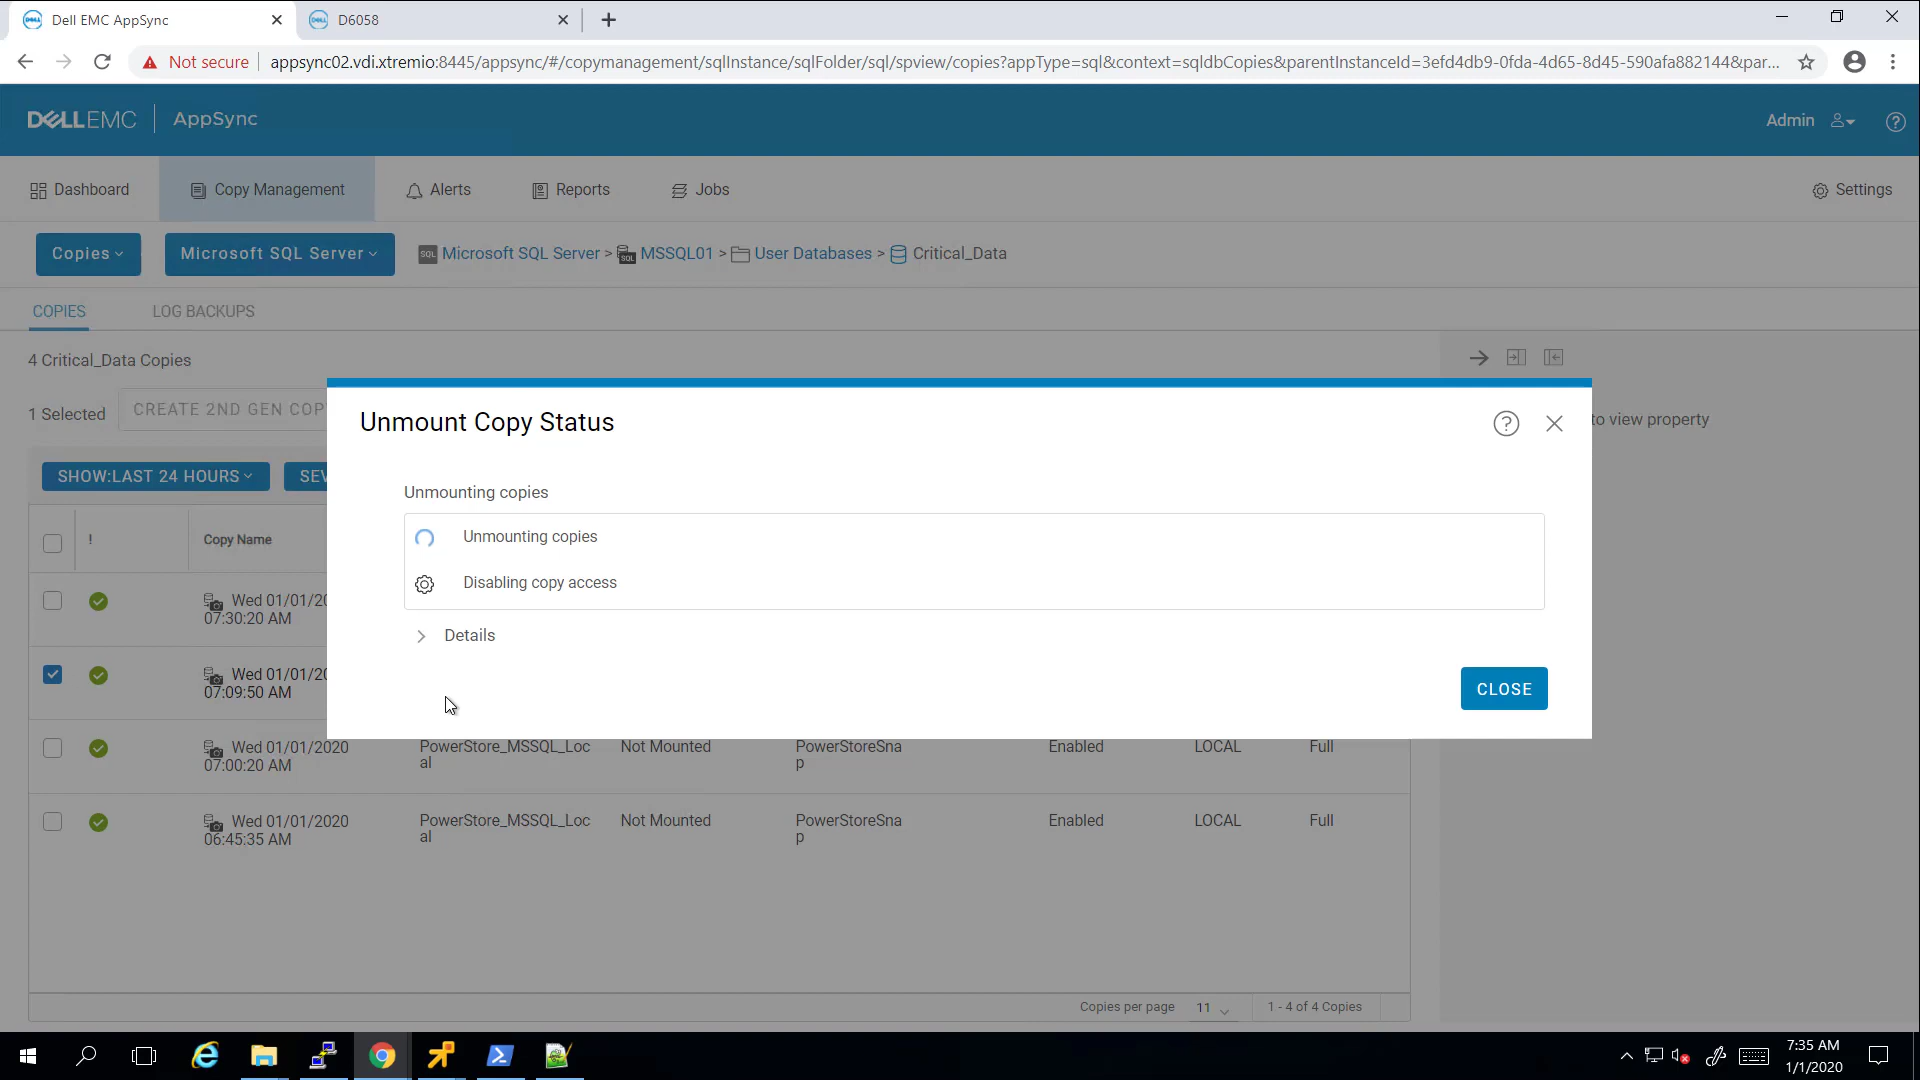 Dell EMC AppSync
D6058
Not secure
appsync02.vdi.xtremio:8445/appsync/#/copymanagement/sqlInstance/sqlFolder/sql/spview/copies?appType=sql&context=sqldbCopies&parentInstanceId=3efd4db9-0fda-4d65-8d45-590afa882144&par...
DELLEMC
AppSync
Admin
Dashboard
Copy Management
Alerts
Reports
Jobs
Settings
Copies
Microsoft SQL Server
SQL Microsoft SQL Server > MSSQL01 > User Databases > Critical_Data
COPIES
LOG BACKUPS
4 Critical_Data Copies
1 Selected
CREATE 2ND GEN COP
to view property
SHOW:LAST 24 HOURS
SEV
!
Copy Name
Wed 01/01/20
07:30:20 AM
Wed 01/01/20
07:09:50 AM
Unmount Copy Status
?
Unmounting copies
Unmounting copies
Disabling copy access
Details
CLOSE
Wed 01/01/2020
07:00:20 AM
PowerStore_MSSQL_Loc
al
Not Mounted
PowerStoreSna
p
Enabled
LOCAL
Full
Wed 01/01/2020
06:45:35 AM
PowerStore_MSSQL_Loc
al
Not Mounted
PowerStoreSna
p
Enabled
LOCAL
Full
Copies per page
11
1 - 4 of 4 Copies
7:35 AM
1/1/2020